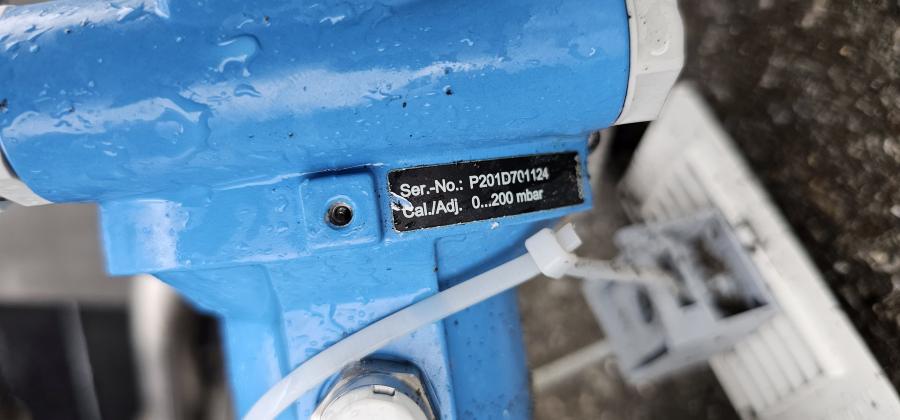 Ser.-No.: P201D701124
Cal./Adj. 0...200 mbar